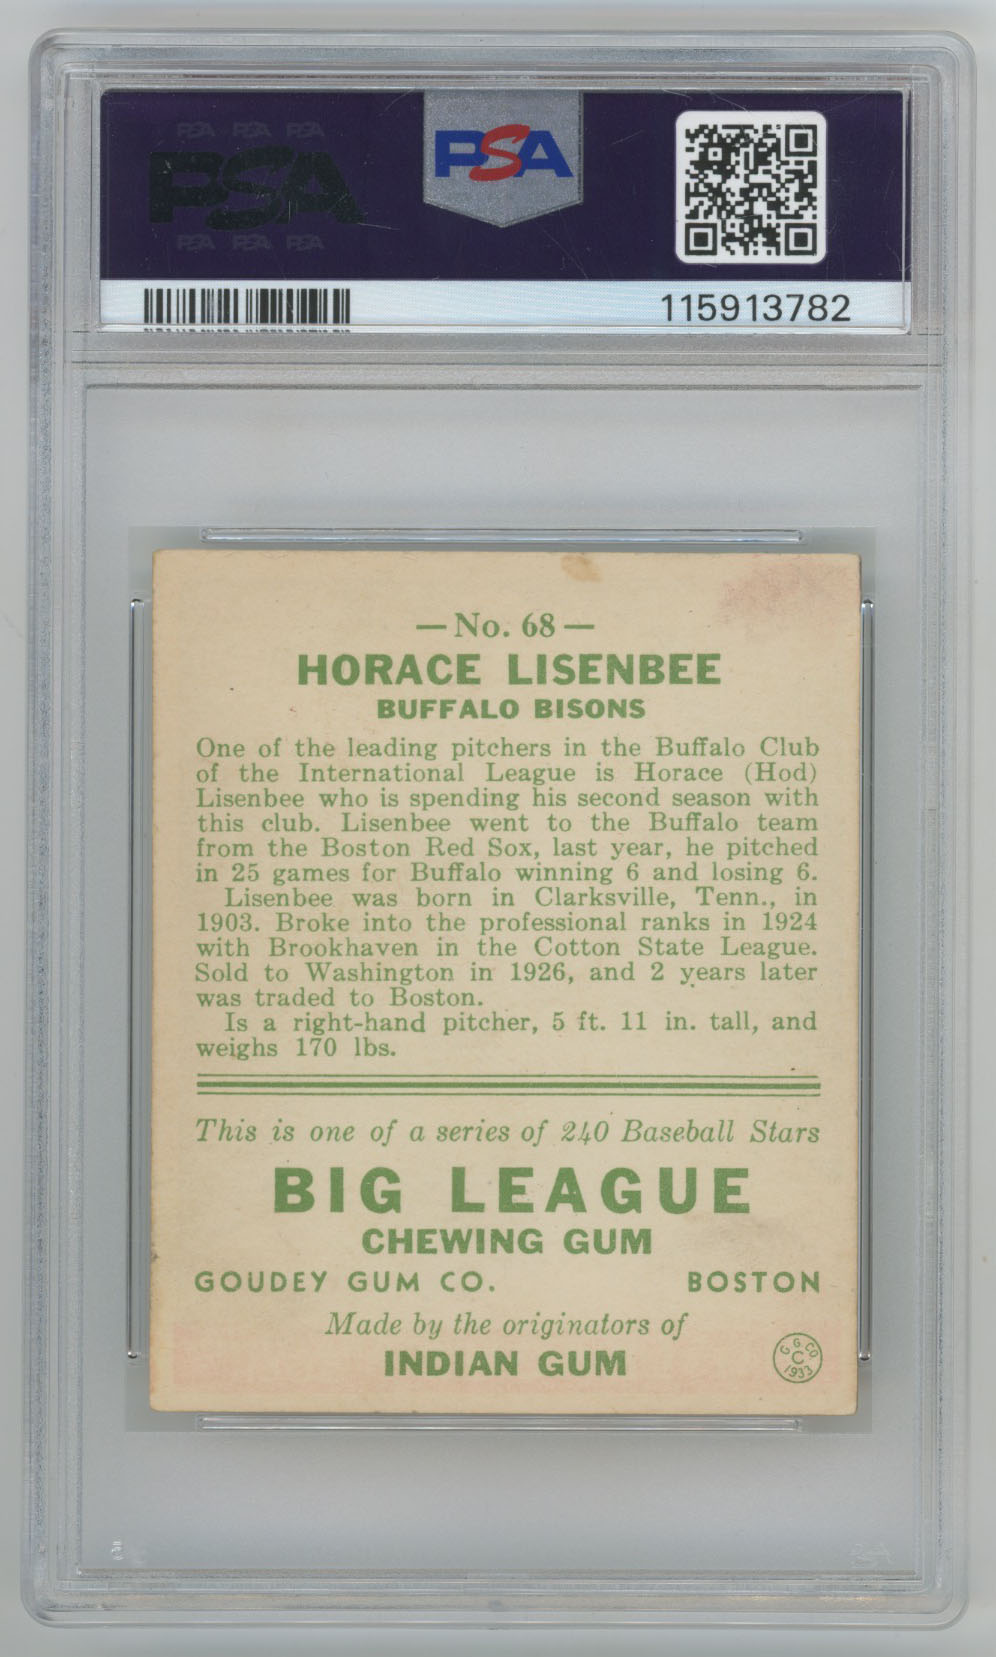 PSA PSA PSA
PSA
PSA PSA PSA
PSA
115913782
— No. 68 —
HORACE LISENBEE
BUFFALO BISONS
One of the leading pitchers in the Buffalo Club
of the International League is Horace (Hod)
Lisenbee who is spending his second season with
this club. Lisenbee went to the Buffalo team
from the Boston Red Sox, last year, he pitched
in 25 games for Buffalo winning 6 and losing 6.
Lisenbee was born in Clarksville, Tenn., in
1903. Broke into the professional ranks in 1924
with Brookhaven in the Cotton State League.
Sold to Washington in 1926, and 2 years later
was traded to Boston.
Is a right-hand pitcher, 5 ft. 11 in. tall, and
weighs 170 lbs.
This is one of a series of 240 Baseball Stars
BIG LEAGUE
CHEWING GUM
GOUDEY GUM CO. BOSTON
Made by the originators of
INDIAN GUM
G. G. CO
C
1933